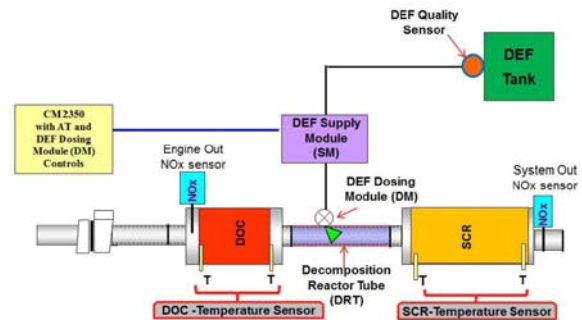 DEF Quality
Sensor
DEF
Tank
CM2350
with AT and
DEF Dosing
Module (DM)
Controls
DEF Supply
Module
(SM)
Engine Out
NOx sensor
NOx
DEF Dosing
Module (DM)
System Out
NOx sensor
NOx
DOC
SCR
T
T
Decomposition
Reactor Tube
(DRT)
T
T
DOC -Temperature Sensor
SCR-Temperature Sensor